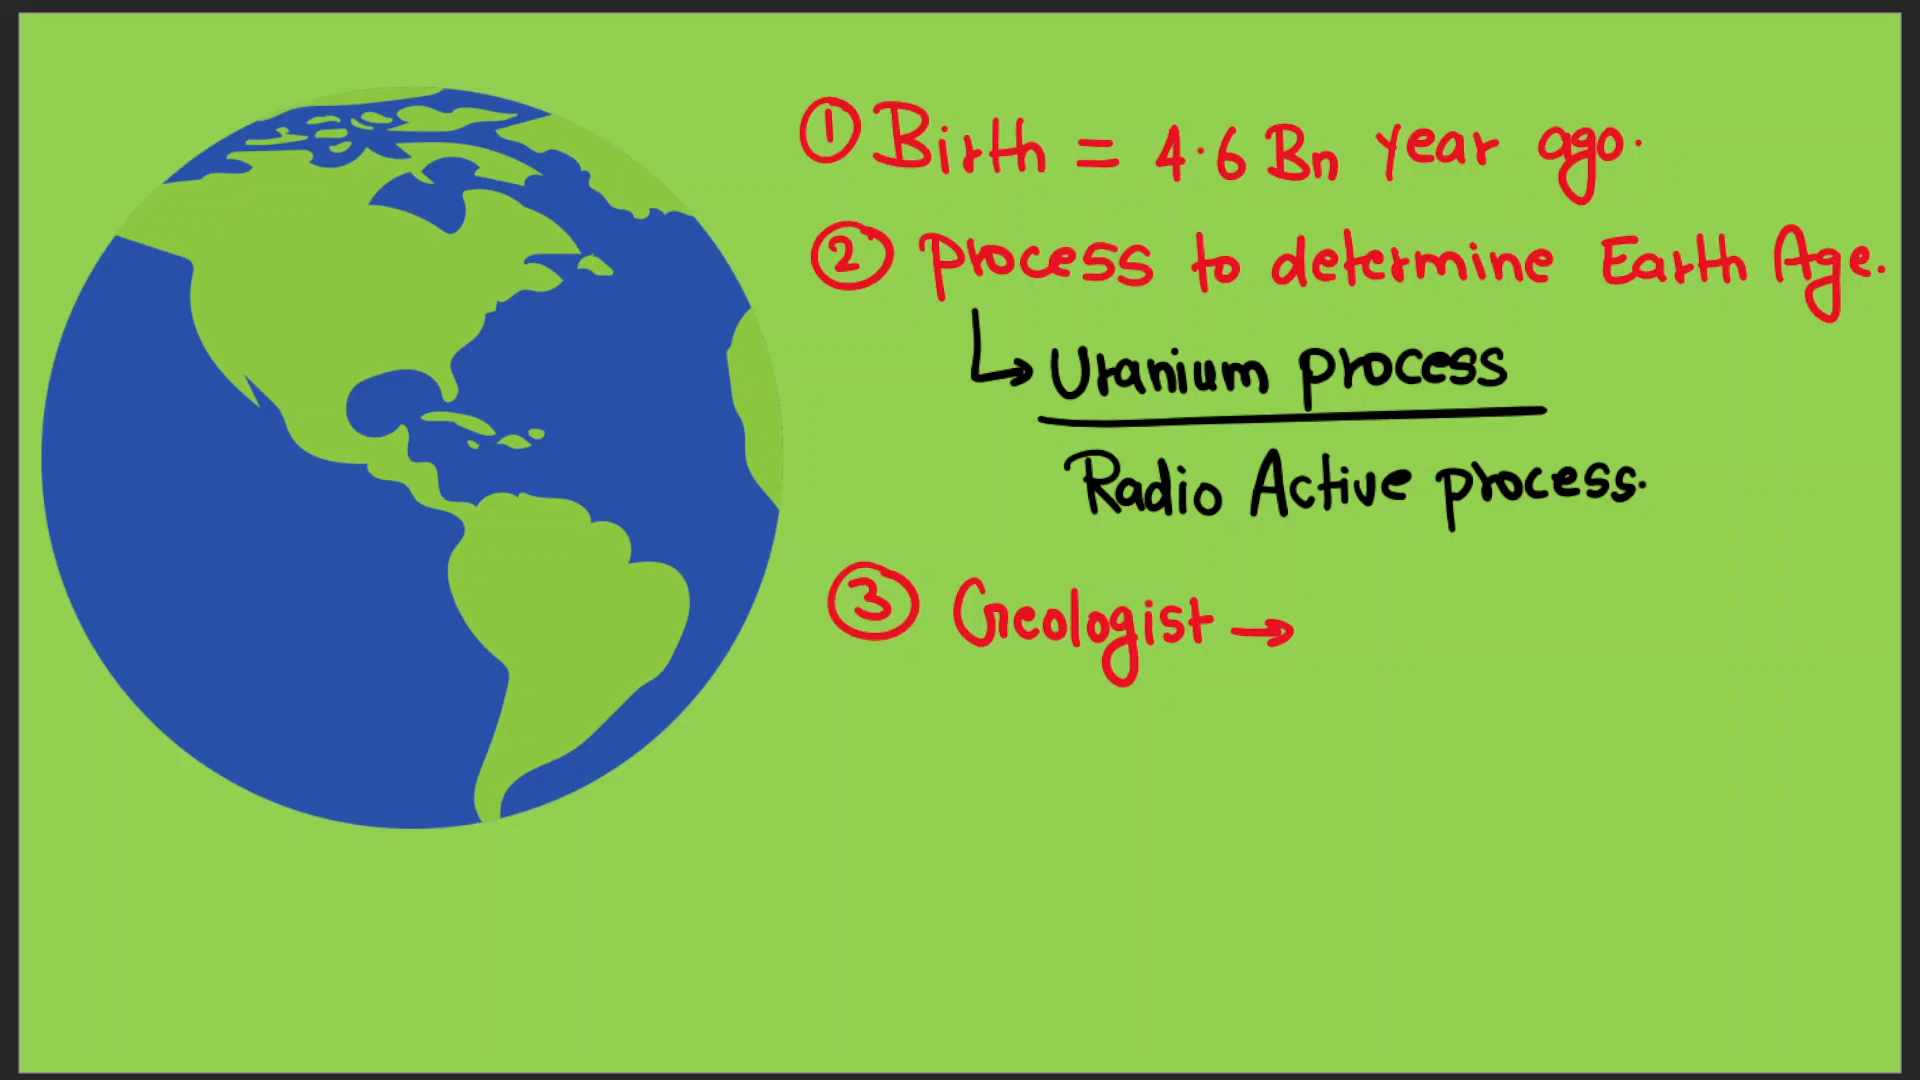 ① Birth = 4.6 Bn year ago.
② process to determine Earth Age.
↳ Uranium process
Radio Active process.
③ Geologist →